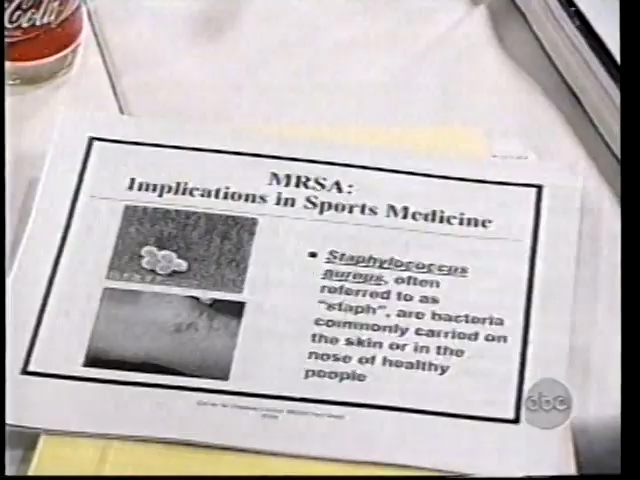 Cola
MRSA:
Implications in Sports Medicine
• Staphylococcus
aureus, often
referred to as
"staph", are bacteria
commonly carried on
the skin or in the
nose of healthy
people
abc